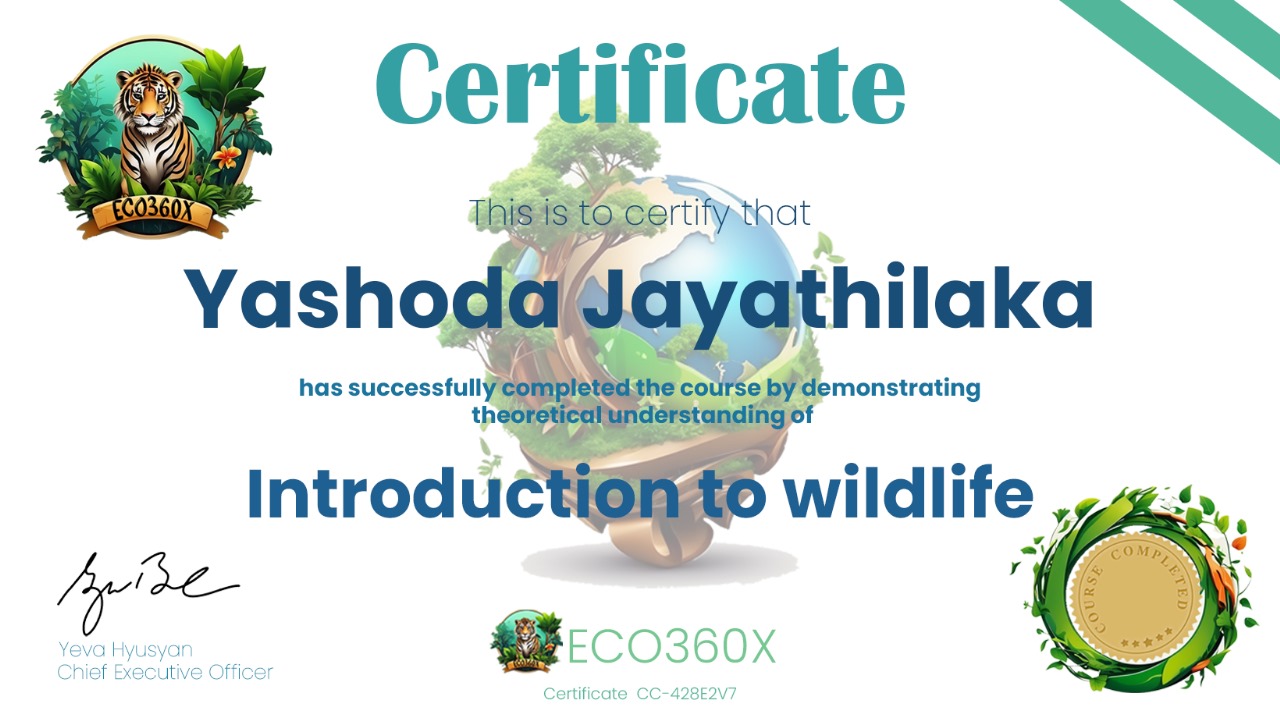 Certificate
ECO360X
This is to certify that
Yashoda Jayathilaka
has successfully completed the course by demonstrating
theoretical understanding of
Introduction to wildlife
COURSE COMPLETED
Yeva Hyusyan
Chief Executive Officer
ECO360X
ECO360X
Certificate CC-428E2V7